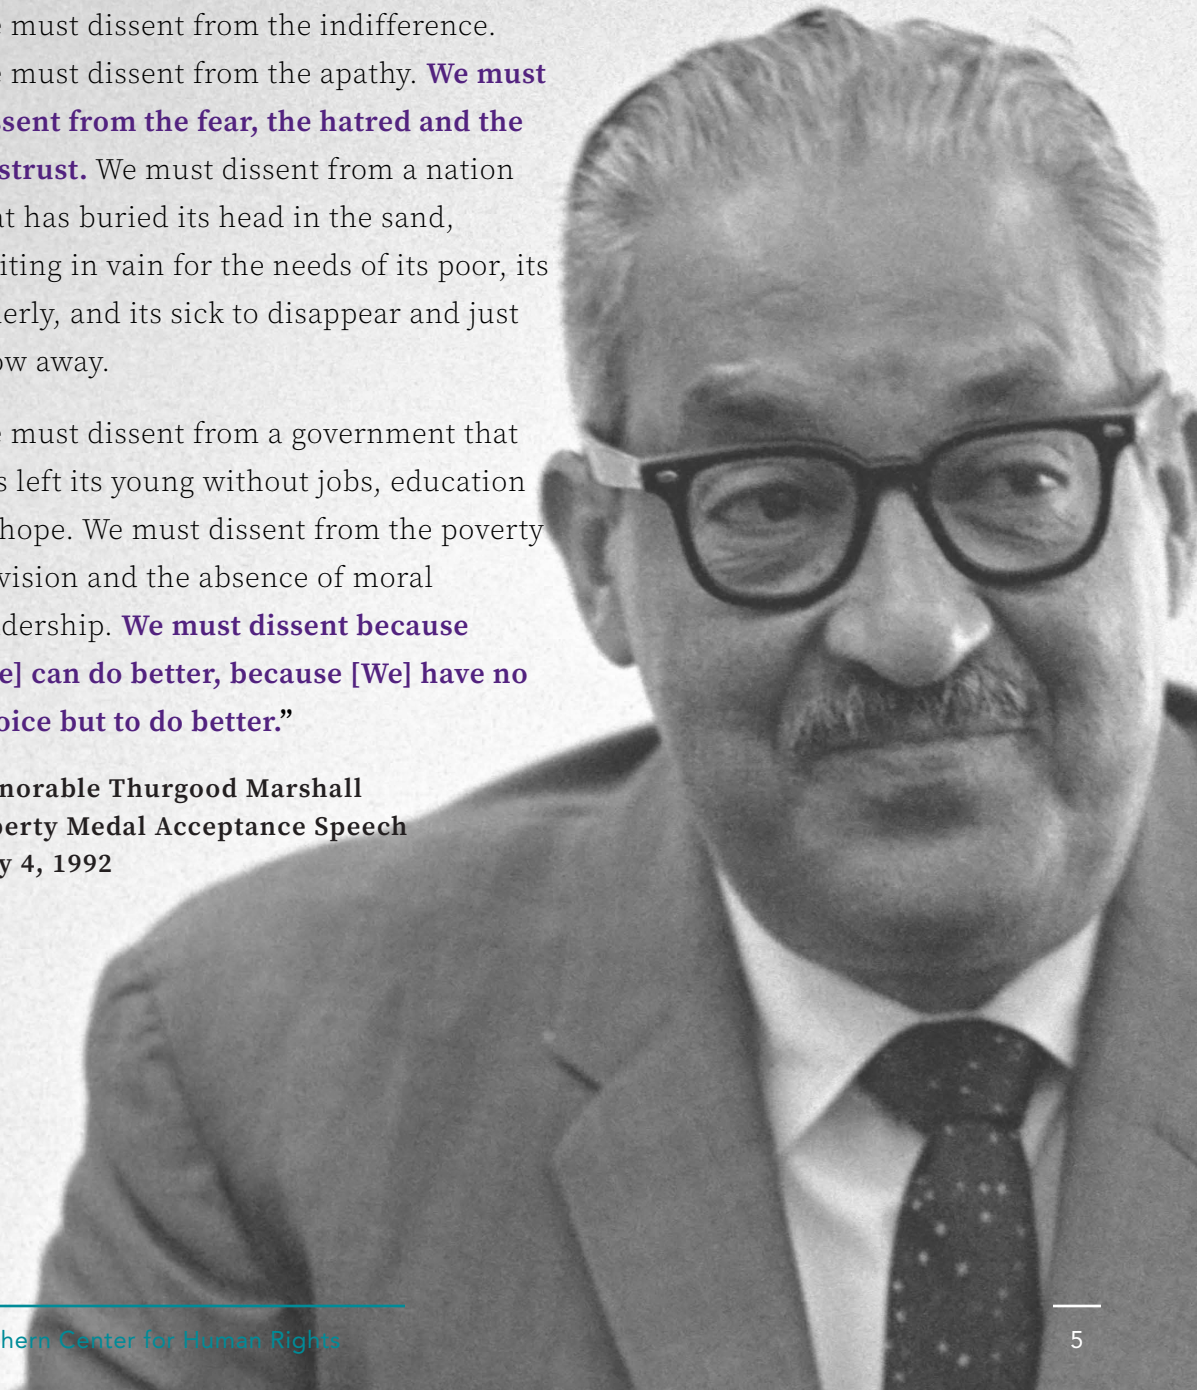 must dissent from the indifference.
must dissent from the apathy. We must
ssent from the fear, the hatred and the
strust. We must dissent from a nation
at has buried its head in the sand,
iting in vain for the needs of its poor, its
erly, and its sick to disappear and just
ow away.
must dissent from a government that
s left its young without jobs, education
hope. We must dissent from the poverty
vision and the absence of moral
dership. We must dissent because
e] can do better, because [We] have no
oice but to do better.”
norable Thurgood Marshall
erty Medal Acceptance Speech
y 4, 1992
hern Center for Human Rights
5